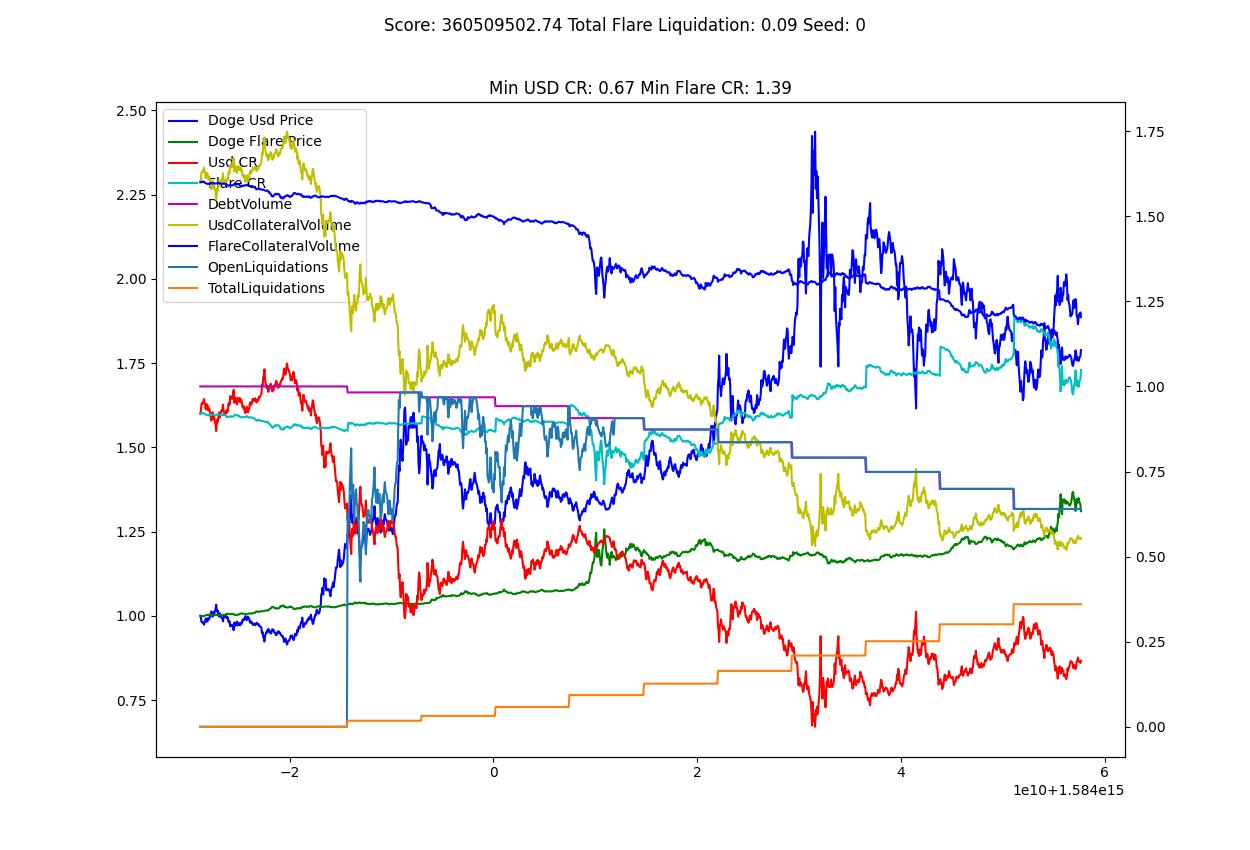 Score: 360509502.74 Total Flare Liquidation: 0.09 Seed: 0
Min USD CR: 0.67 Min Flare CR: 1.39
Doge Usd Price
Doge Flare Price
Usd CR
Flare CR
DebtVolume
UsdCollateralVolume
FlareCollateralVolume
OpenLiquidations
TotalLiquidations
2.50
2.25
2.00
1.75
1.50
1.25
1.00
0.75
1.75
1.50
1.25
1.00
0.75
0.50
0.25
0.00
−2
0
2
4
6
1e10+1.584e15